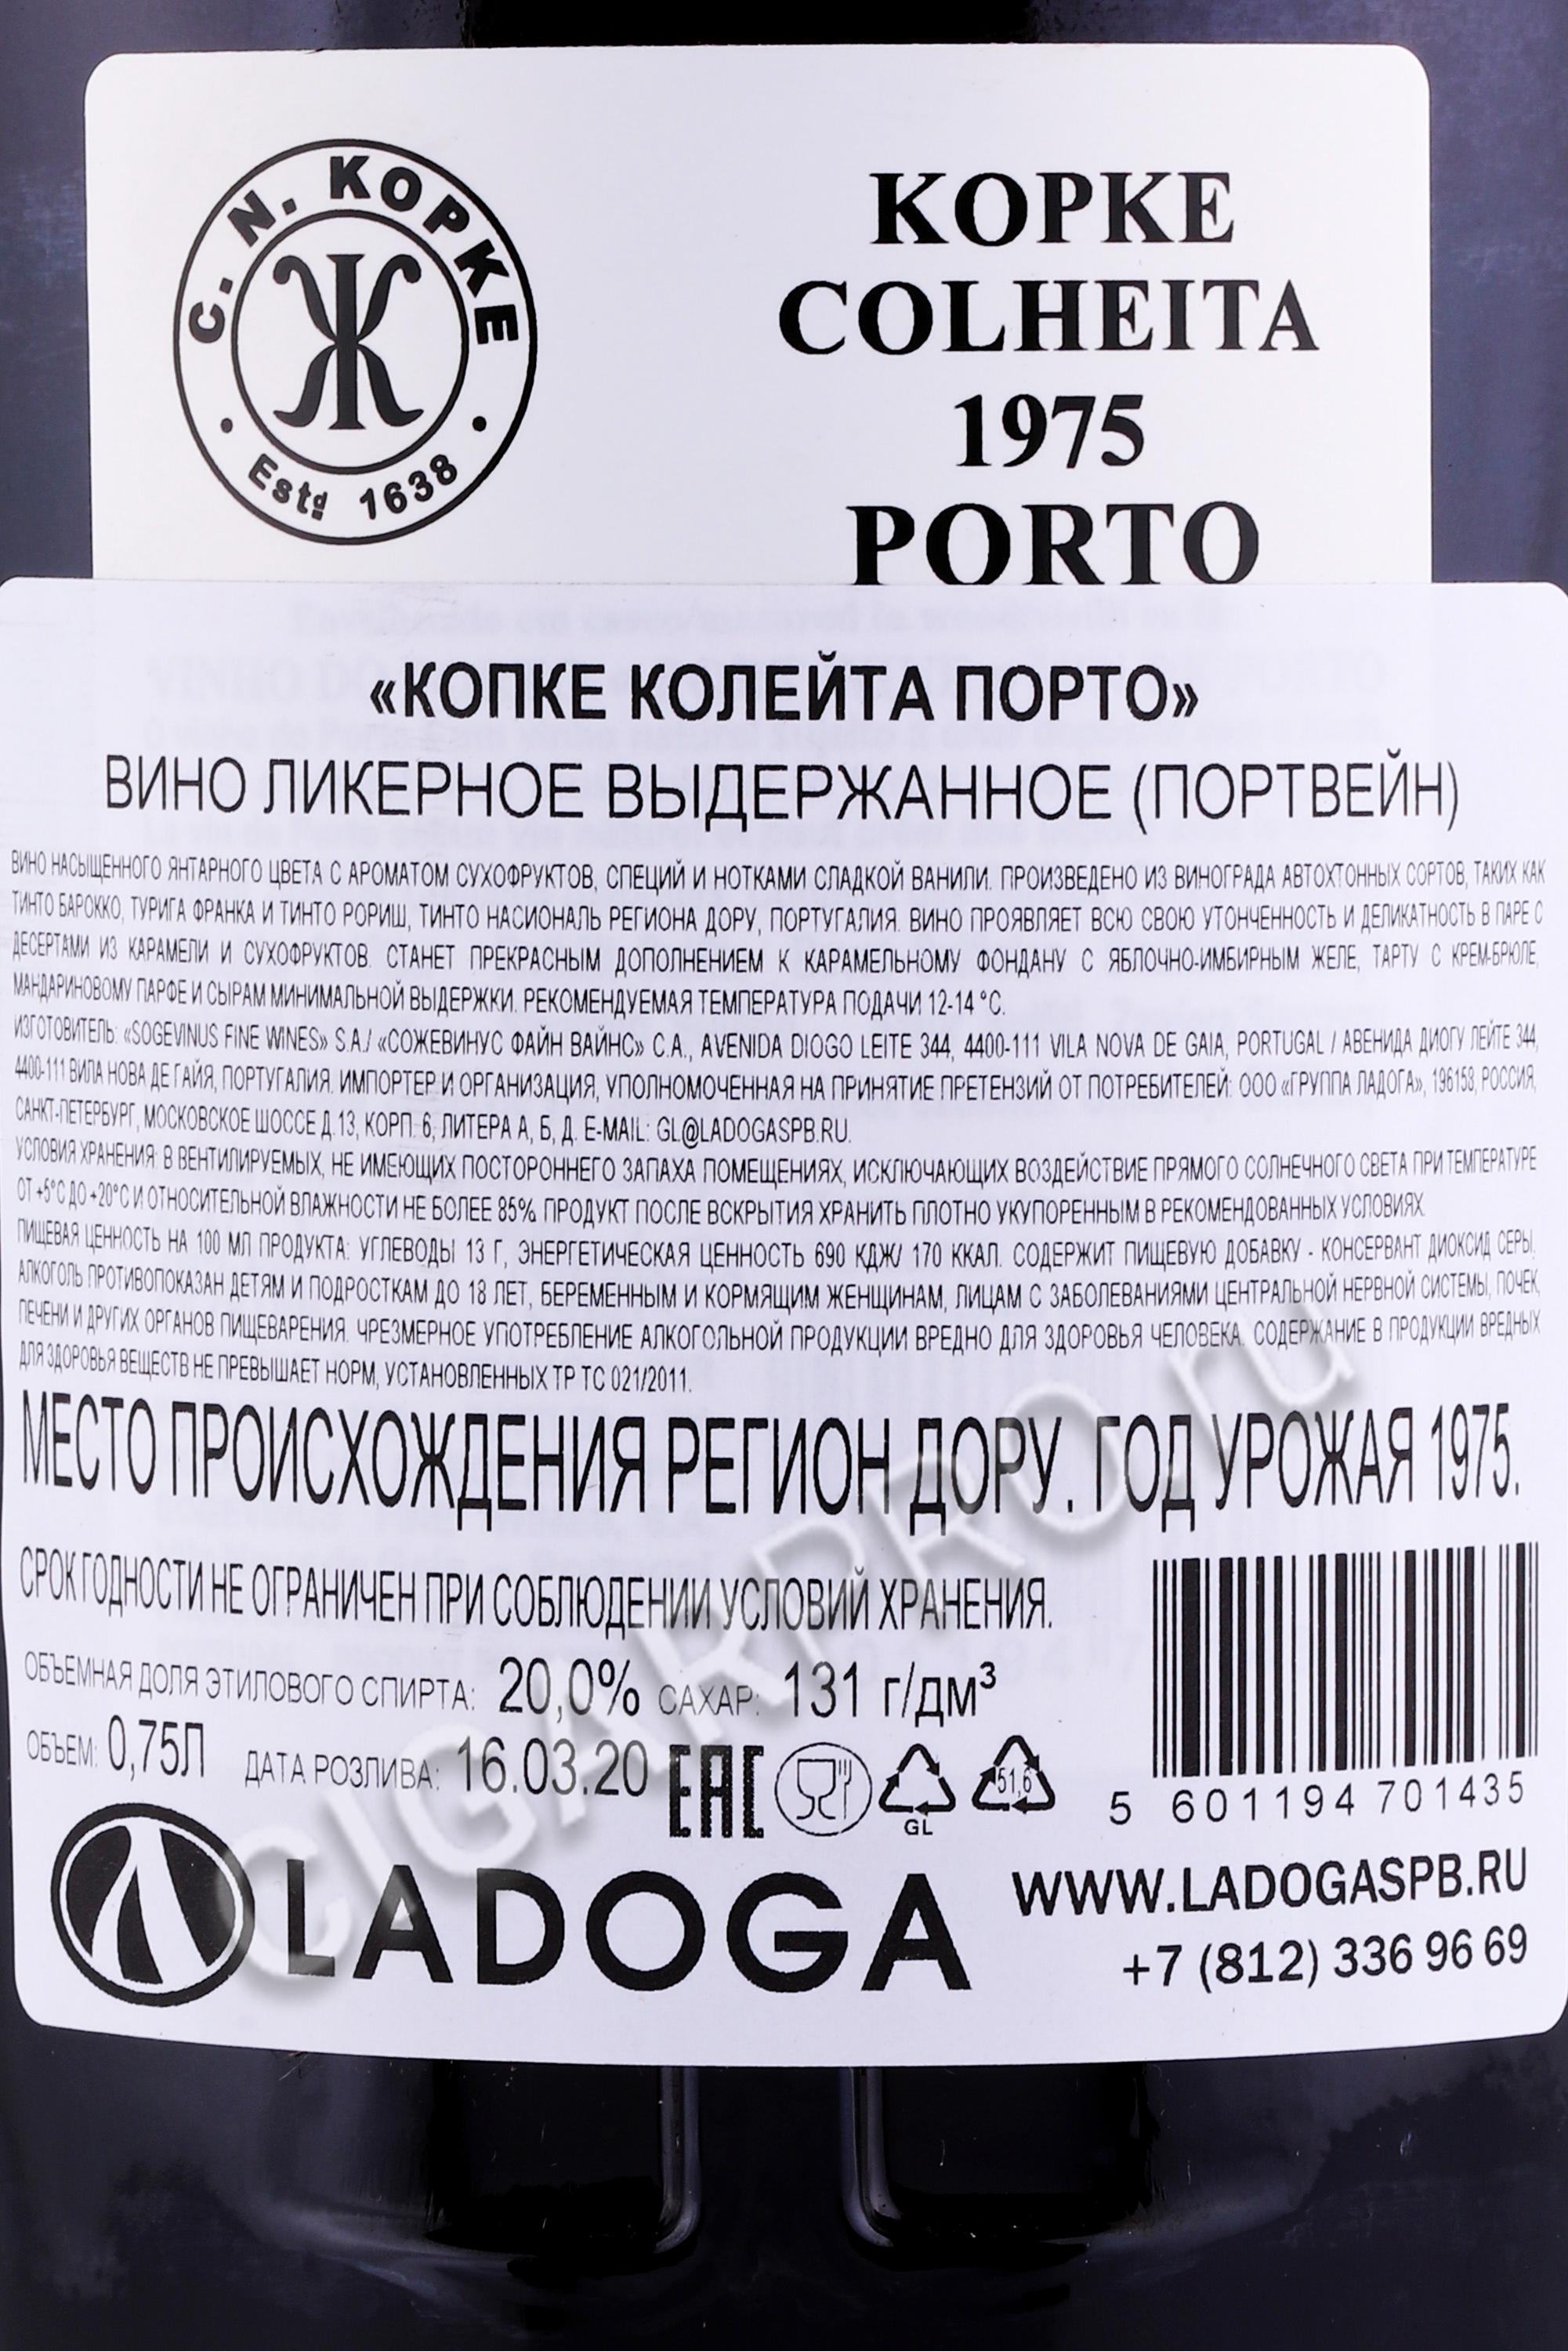 C. N. KOPKE
Ж
Estd 1638
KOPKE
COLHEITA
1975
PORTO
«КОПКЕ КОЛЕЙТА ПОРТО»
ВИНО ЛИКЕРНОЕ ВЫДЕРЖАННОЕ (ПОРТВЕЙН)
ВИНО НАСЫЩЕННОГО ЯНТАРНОГО ЦВЕТА С АРОМАТОМ СУХОФРУКТОВ, СПЕЦИЙ И НОТКАМИ СЛАДКОЙ ВАНИЛИ. ПРОИЗВЕДЕНО ИЗ ВИНОГРАДА АВТОХТОННЫХ СОРТОВ, ТАКИХ КАК
ТИНТО БАРОККО, ТУРИГА ФРАНКА И ТИНТО РОРИШ, ТИНТО НАСИОНАЛЬ РЕГИОНА ДОРУ, ПОРТУГАЛИЯ. ВИНО ПРОЯВЛЯЕТ ВСЮ СВОЮ УТОНЧЕННОСТЬ И ДЕЛИКАТНОСТЬ В ПАРЕ С
ДЕСЕРТАМИ ИЗ КАРАМЕЛИ И СУХОФРУКТОВ. СТАНЕТ ПРЕКРАСНЫМ ДОПОЛНЕНИЕМ К КАРАМЕЛЬНОМУ ФОНДАНУ С ЯБЛОЧНО-ИМБИРНЫМ ЖЕЛЕ, ТАРТУ С КРЕМ-БРЮЛЕ,
МАНДАРИНОВОМУ ПАРФЕ И СЫРАМ МИНИМАЛЬНОЙ ВЫДЕРЖКИ. РЕКОМЕНДУЕМАЯ ТЕМПЕРАТУРА ПОДАЧИ 12-14 °C.
ИЗГОТОВИТЕЛЬ: «SOGEVINUS FINE WINES» S.A./ «СОЖЕВИНУС ФАЙН ВАЙНС» С.А., AVENIDA DIOGO LEITE 344, 4400-111 VILA NOVA DE GAIA, PORTUGAL / АВЕНИДА ДИОГУ ЛЕЙТЕ 344,
4400-111 ВИЛА НОВА ДЕ ГАЙЯ, ПОРТУГАЛИЯ. ИМПОРТЕР И ОРГАНИЗАЦИЯ, УПОЛНОМОЧЕННАЯ НА ПРИНЯТИЕ ПРЕТЕНЗИЙ ОТ ПОТРЕБИТЕЛЕЙ: ООО «ГРУППА ЛАДОГА», 196158, РОССИЯ,
САНКТ-ПЕТЕРБУРГ, МОСКОВСКОЕ ШОССЕ Д.13, КОРП. 6, ЛИТЕРА А, Б, Д. E-MAIL: GL@LADOGASPB.RU.
УСЛОВИЯ ХРАНЕНИЯ: В ВЕНТИЛИРУЕМЫХ, НЕ ИМЕЮЩИХ ПОСТОРОННЕГО ЗАПАХА ПОМЕЩЕНИЯХ, ИСКЛЮЧАЮЩИХ ВОЗДЕЙСТВИЕ ПРЯМОГО СОЛНЕЧНОГО СВЕТА ПРИ ТЕМПЕРАТУРЕ
ОТ +5°С ДО +20°С И ОТНОСИТЕЛЬНОЙ ВЛАЖНОСТИ НЕ БОЛЕЕ 85%. ПРОДУКТ ПОСЛЕ ВСКРЫТИЯ ХРАНИТЬ ПЛОТНО УКУПОРЕННЫМ В РЕКОМЕНДОВАННЫХ УСЛОВИЯХ.
ПИЩЕВАЯ ЦЕННОСТЬ НА 100 МЛ ПРОДУКТА: УГЛЕВОДЫ 13 Г, ЭНЕРГЕТИЧЕСКАЯ ЦЕННОСТЬ 690 КДЖ/ 170 ККАЛ. СОДЕРЖИТ ПИЩЕВУЮ ДОБАВКУ - КОНСЕРВАНТ ДИОКСИД СЕРЫ.
АЛКОГОЛЬ ПРОТИВОПОКАЗАН ДЕТЯМ И ПОДРОСТКАМ ДО 18 ЛЕТ, БЕРЕМЕННЫМ И КОРМЯЩИМ ЖЕНЩИНАМ, ЛИЦАМ С ЗАБОЛЕВАНИЯМИ ЦЕНТРАЛЬНОЙ НЕРВНОЙ СИСТЕМЫ, ПОЧЕК,
ПЕЧЕНИ И ДРУГИХ ОРГАНОВ ПИЩЕВАРЕНИЯ. ЧРЕЗМЕРНОЕ УПОТРЕБЛЕНИЕ АЛКОГОЛЬНОЙ ПРОДУКЦИИ ВРЕДНО ДЛЯ ЗДОРОВЬЯ ЧЕЛОВЕКА. СОДЕРЖАНИЕ В ПРОДУКЦИИ ВРЕДНЫХ
ДЛЯ ЗДОРОВЬЯ ВЕЩЕСТВ НЕ ПРЕВЫШАЕТ НОРМ, УСТАНОВЛЕННЫХ ТР ТС 021/2011.
МЕСТО ПРОИСХОЖДЕНИЯ РЕГИОН ДОРУ. ГОД УРОЖАЯ 1975.
СРОК ГОДНОСТИ НЕ ОГРАНИЧЕН ПРИ СОБЛЮДЕНИИ УСЛОВИЙ ХРАНЕНИЯ.
ОБЪЕМНАЯ ДОЛЯ ЭТИЛОВОГО СПИРТА: 20,0% САХАР: 131 г/дм³
ОБЪЕМ: 0,75Л ДАТА РОЗЛИВА: 16.03.20 EAC
GL
51,6
5 601194 701435
LADOGA
WWW.LADOGASPB.RU
+7 (812) 336 96 69
CIGARPRO.ru